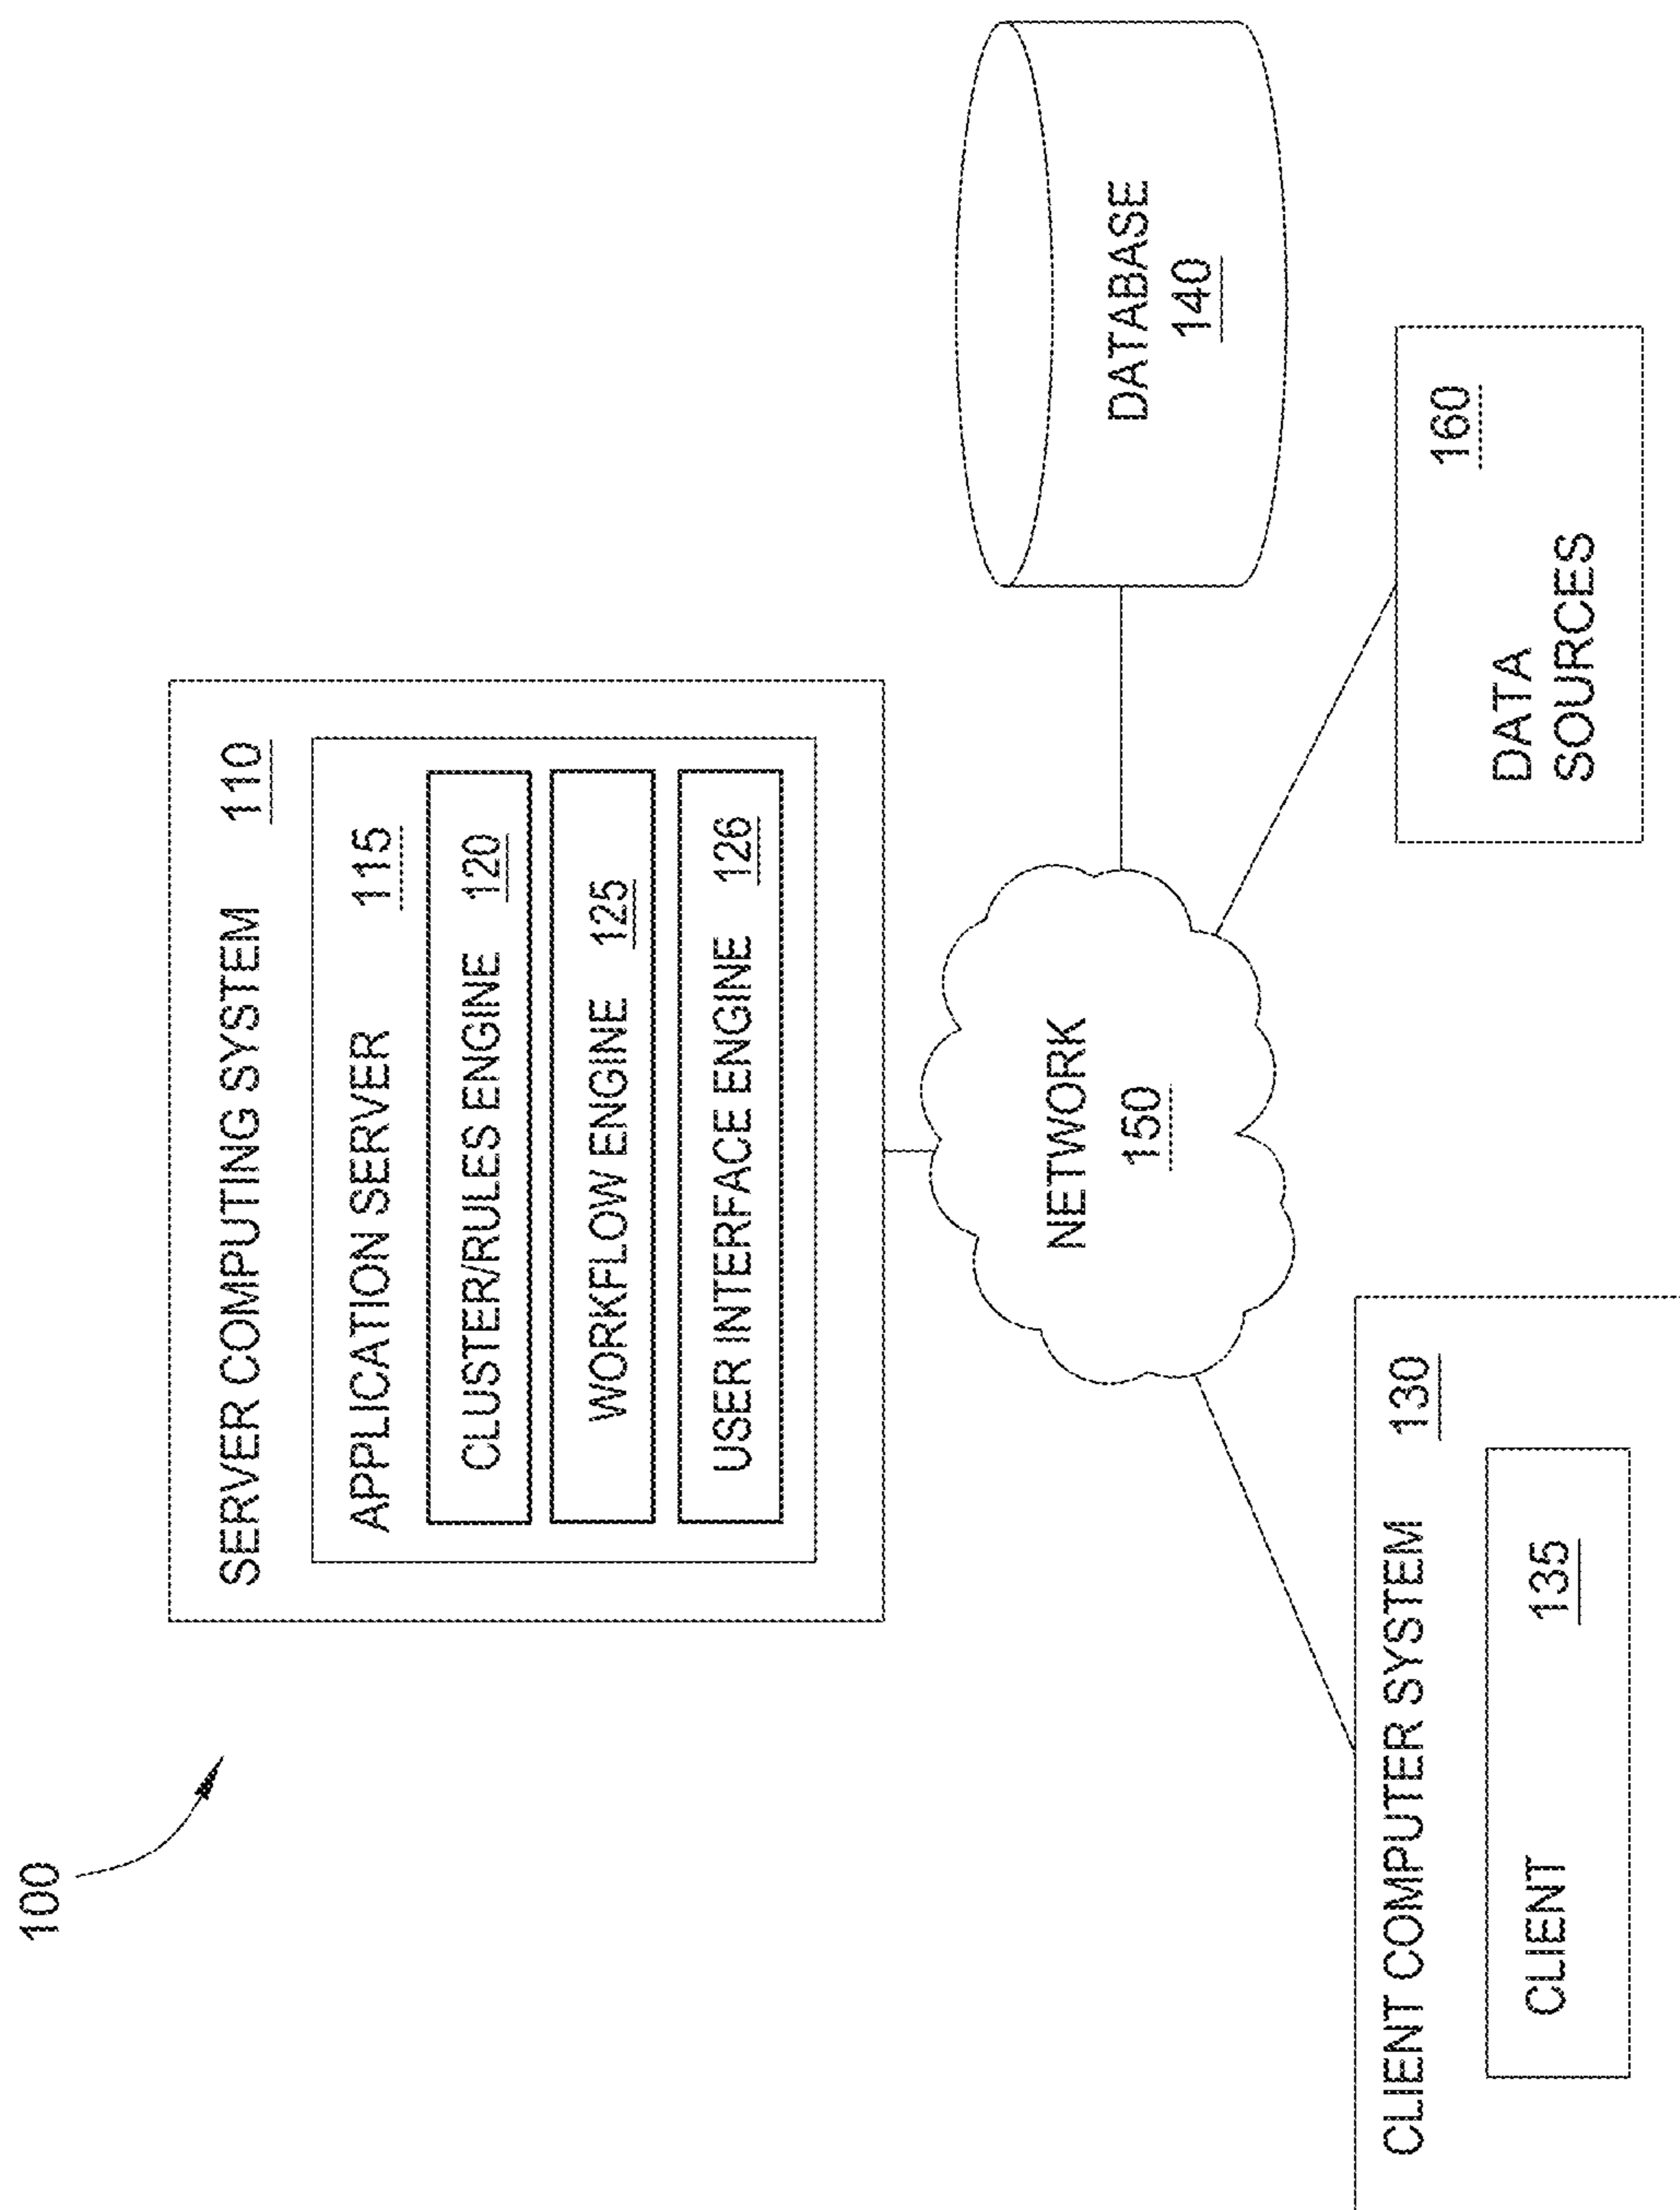 100
SERVER COMPUTING SYSTEM 110
APPLICATION SERVER 115
CLUSTER/RULES ENGINE 120
WORKFLOW ENGINE 125
USER INTERFACE ENGINE 126
NETWORK
150
DATABASE
140
CLIENT COMPUTER SYSTEM 130
CLIENT 135
160
DATA
SOURCES